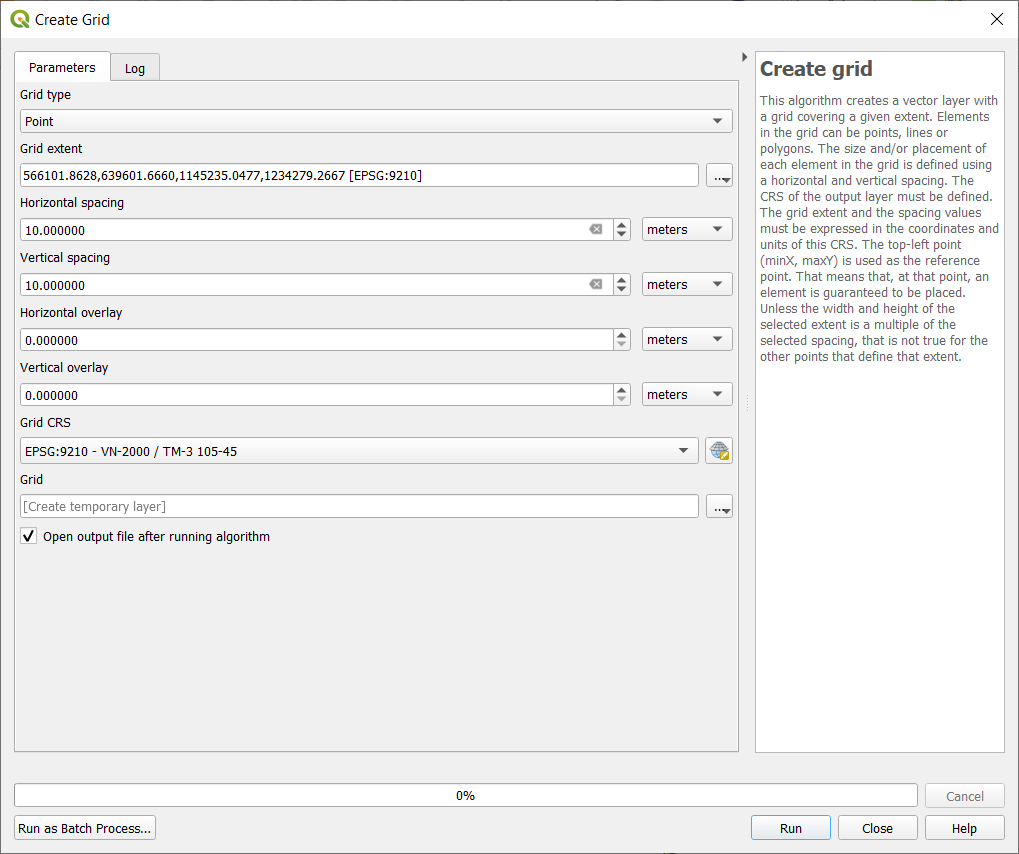 Create Grid
Parameters
Log
Grid type
Point
Grid extent
566101.8628,639601.6660,1145235.0477,1234279.2667 [EPSG:9210]
...
Horizontal spacing
10.000000
meters
Vertical spacing
10.000000
meters
Horizontal overlay
0.000000
meters
Vertical overlay
0.000000
meters
Grid CRS
EPSG:9210 - VN-2000 / TM-3 105-45
Grid
[Create temporary layer]
...
Open output file after running algorithm
Create grid
This algorithm creates a vector layer with
a grid covering a given extent. Elements
in the grid can be points, lines or
polygons. The size and/or placement of
each element in the grid is defined using
a horizontal and vertical spacing. The
CRS of the output layer must be defined.
The grid extent and the spacing values
must be expressed in the coordinates and
units of this CRS. The top-left point
(minX, maxY) is used as the reference
point. That means that, at that point, an
element is guaranteed to be placed.
Unless the width and height of the
selected extent is a multiple of the
selected spacing, that is not true for the
other points that define that extent.
0%
Cancel
Run as Batch Process...
Run
Close
Help